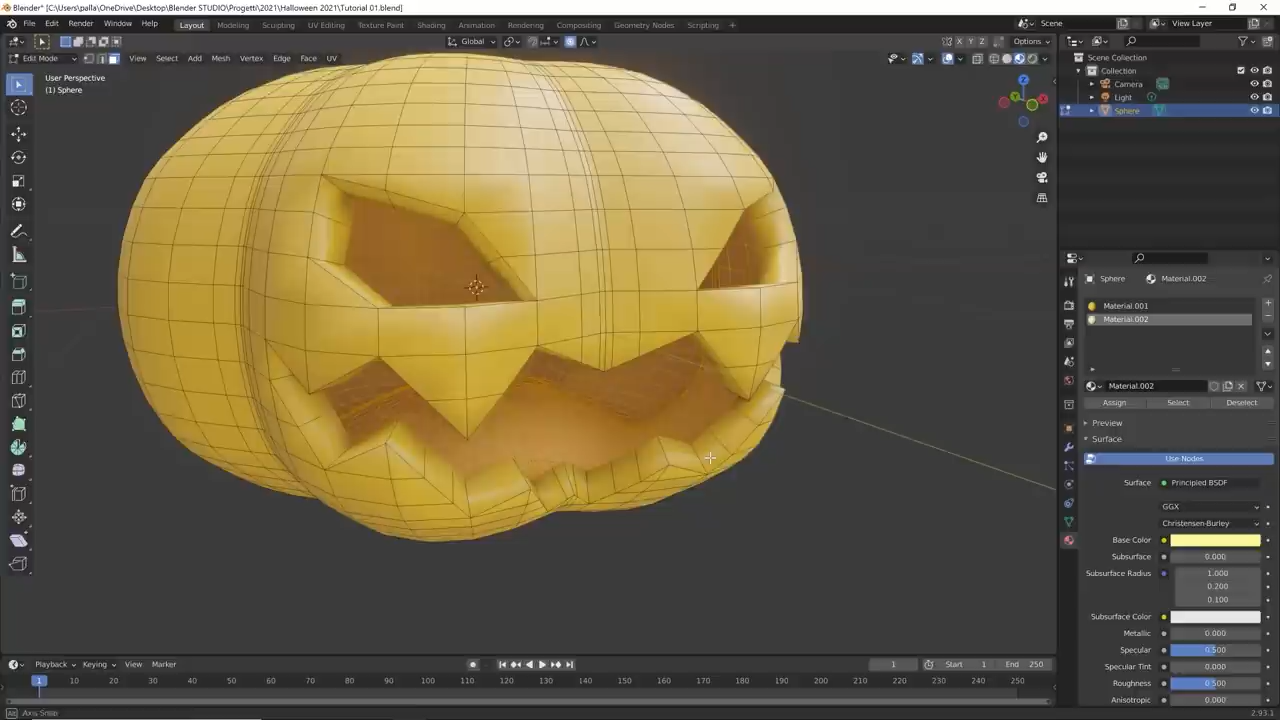 Blender* [C:\Users\palla\OneDrive\Desktop\Blender STUDIO\Progetti\2021\Halloween 2021\Tutorial 01.blend]
File Edit Render Window Help Layout Modeling Sculpting UV Editing Texture Paint Shading Animation Rendering Compositing Geometry Nodes Scripting + Scene View Layer
Global X Y Z Options
Edit Mode View Select Add Mesh Vertex Edge Face UV
User Perspective
(1) Sphere
Scene Collection
Collection
Camera
Light
Sphere
Sphere Material.002
Material.001
Material.002
Material.002
Assign Select Deselect
Preview
Surface
Use Nodes
Surface Principled BSDF
GGX
Christensen-Burley
Base Color
Subsurface 0.000
Subsurface Radius 1.000
0.200
0.100
Subsurface Color
Metallic 0.000
Specular 0.500
Specular Tint 0.000
Roughness 0.500
Anisotropic 0.000
Playback Keying View Marker 1 Start 1 End 250
1 10 20 30 40 50 60 70 80 90 100 110 120 130 140 150 160 170 180 190 200 210 220 230 240 250
Axis Snap 2.93.1